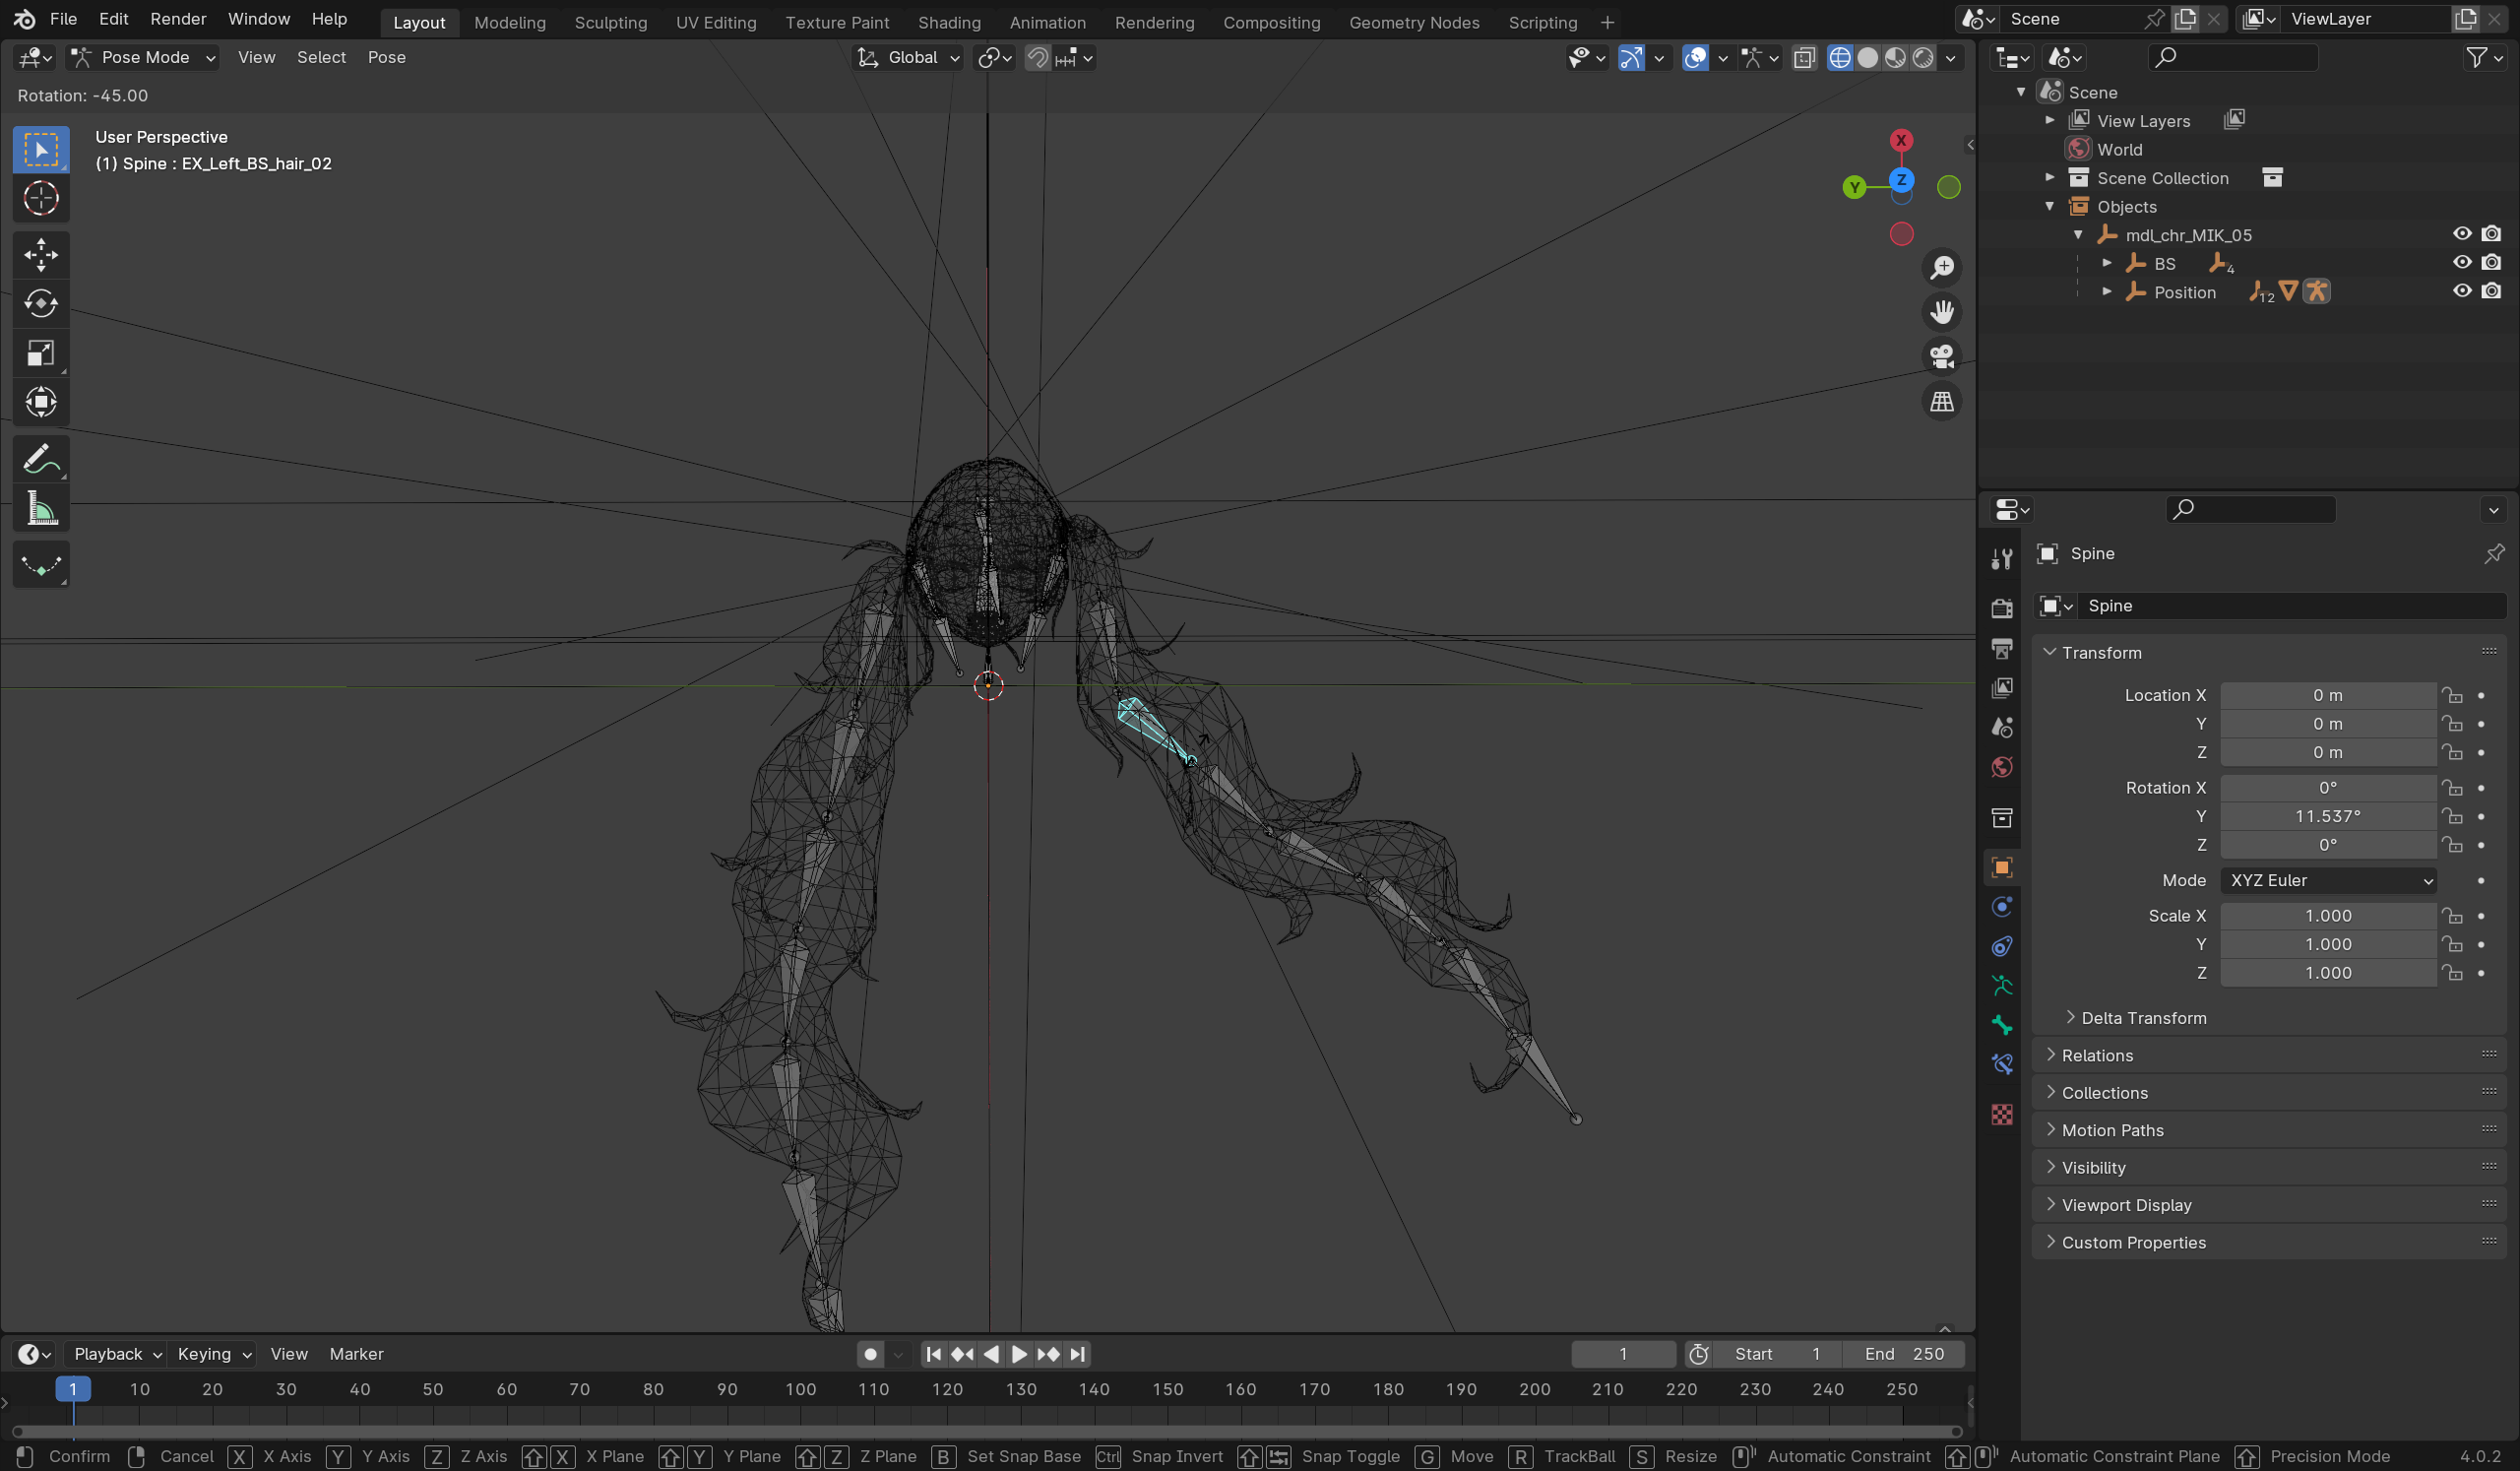 File Edit Render Window Help Layout Modeling Sculpting UV Editing Texture Paint Shading Animation Rendering Compositing Geometry Nodes Scripting + Scene ViewLayer
Pose Mode View Select Pose Global
Rotation: -45.00
User Perspective
(1) Spine : EX_Left_BS_hair_02
X
Y
Z
Scene
View Layers
World
Scene Collection
Objects
mdl_chr_MIK_05
BS 4
Position 12
Spine
Spine
Transform
Location X 0 m
Y 0 m
Z 0 m
Rotation X 0°
Y 11.537°
Z 0°
Mode XYZ Euler
Scale X 1.000
Y 1.000
Z 1.000
Delta Transform
Relations
Collections
Motion Paths
Visibility
Viewport Display
Custom Properties
Playback Keying View Marker 1 Start 1 End 250
1 10 20 30 40 50 60 70 80 90 100 110 120 130 140 150 160 170 180 190 200 210 220 230 240 250
Confirm Cancel X X Axis Y Y Axis Z Z Axis X X Plane Y Y Plane Z Z Plane B Set Snap Base Ctrl Snap Invert Snap Toggle G Move R TrackBall S Resize Automatic Constraint Automatic Constraint Plane Precision Mode 4.0.2